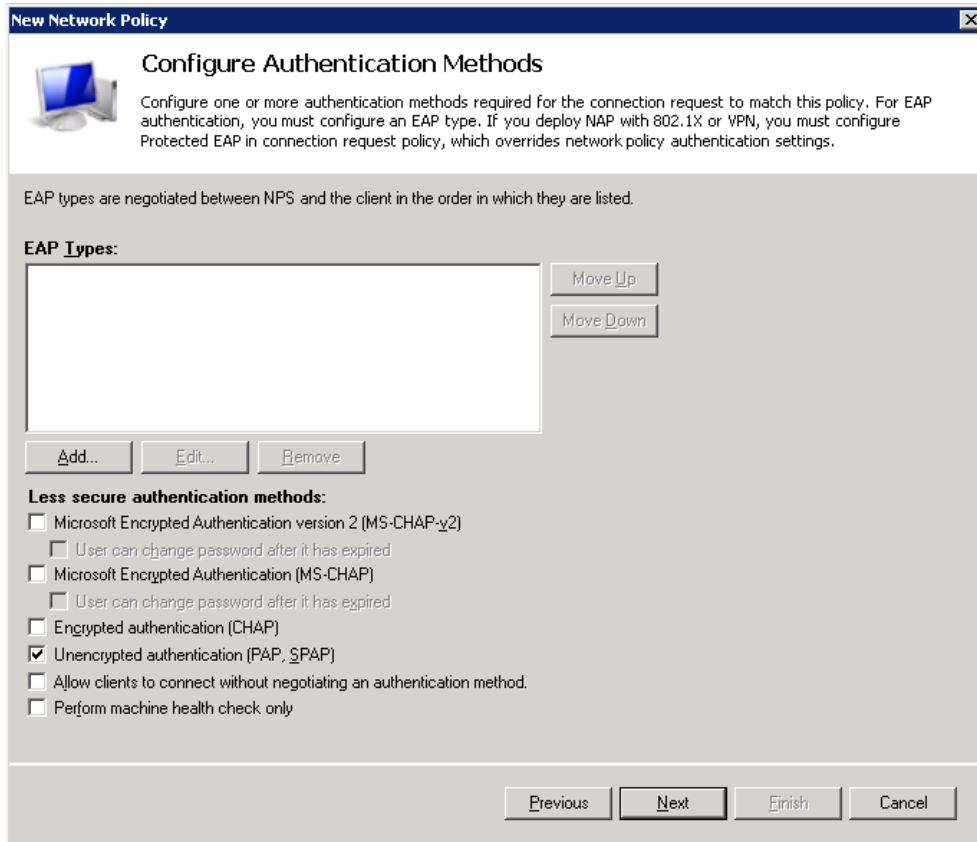 New Network Policy
Configure Authentication Methods
Configure one or more authentication methods required for the connection request to match this policy. For EAP
authentication, you must configure an EAP type. If you deploy NAP with 802.1X or VPN, you must configure
Protected EAP in connection request policy, which overrides network policy authentication settings.
EAP types are negotiated between NPS and the client in the order in which they are listed.
EAP Types:
Move Up
Move Down
Add... Edit... Remove
Less secure authentication methods:
Microsoft Encrypted Authentication version 2 (MS-CHAP-v2)
User can change password after it has expired
Microsoft Encrypted Authentication (MS-CHAP)
User can change password after it has expired
Encrypted authentication (CHAP)
Unencrypted authentication (PAP, SPAP)
Allow clients to connect without negotiating an authentication method.
Perform machine health check only
Previous Next Finish Cancel